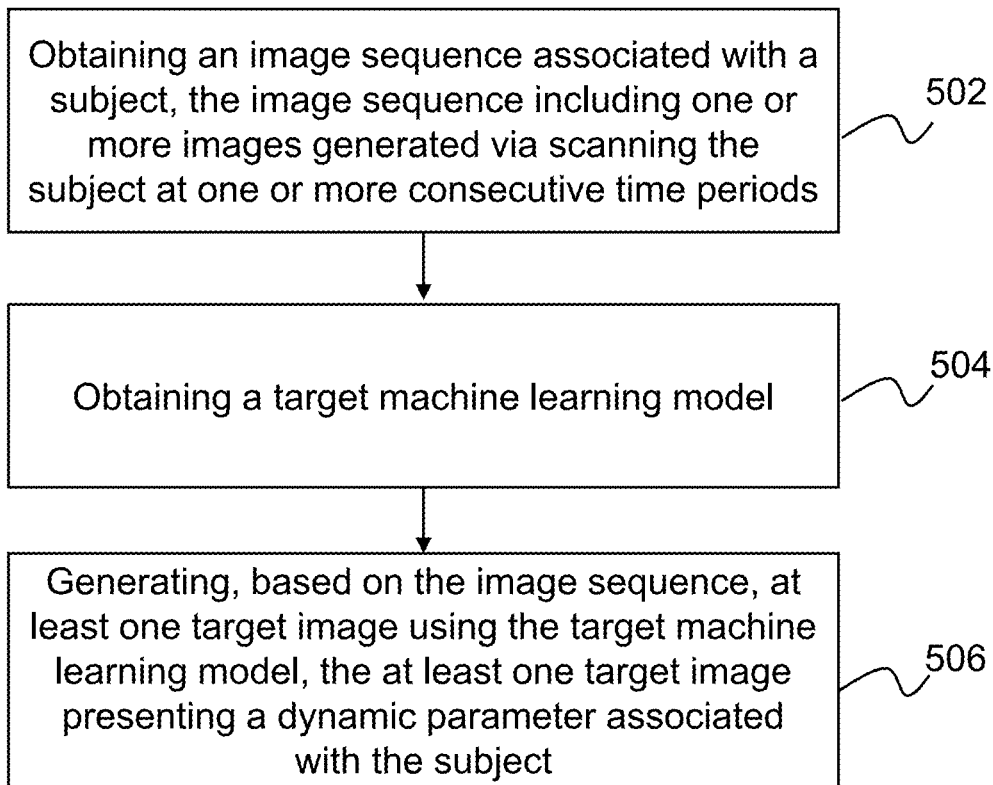 Obtaining an image sequence associated with a
subject, the image sequence including one or
more images generated via scanning the
subject at one or more consecutive time periods
502
Obtaining a target machine learning model
504
Generating, based on the image sequence, at
least one target image using the target machine
learning model, the at least one target image
presenting a dynamic parameter associated
with the subject
506